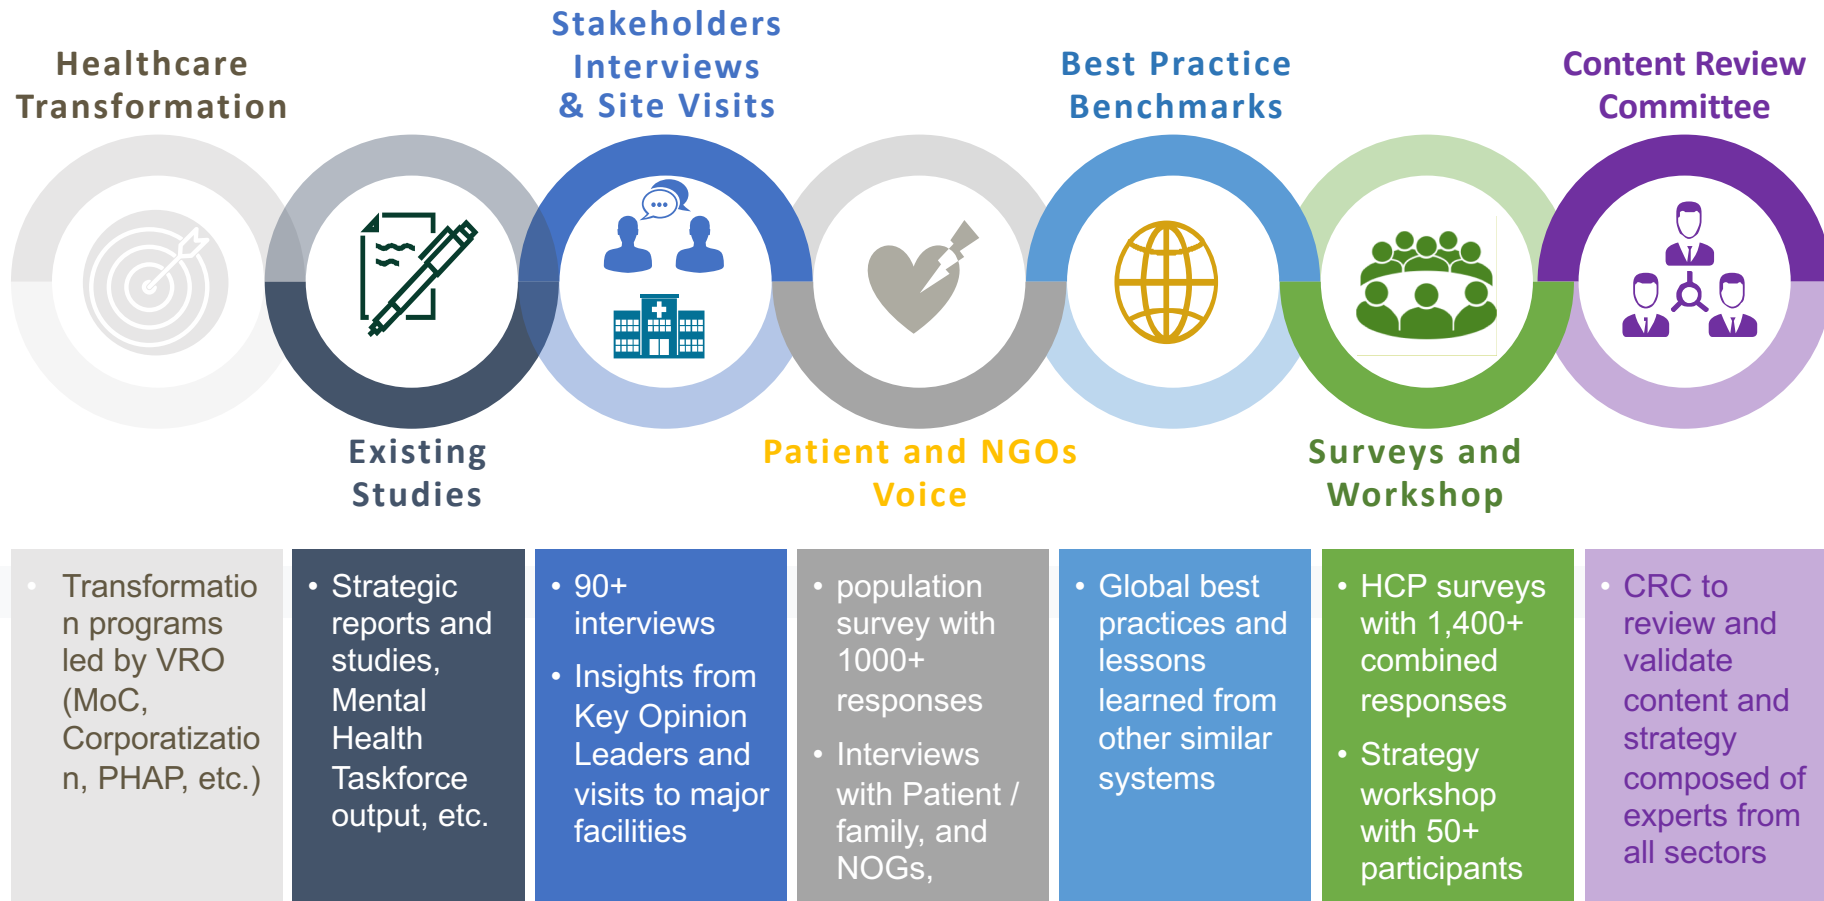 Healthcare
Transformation
Stakeholders
Interviews
& Site Visits
Best Practice
Benchmarks
Content Review
Committee
Existing
Studies
Patient and NGOs
Voice
Surveys and
Workshop
• Transformatio
n programs
led by VRO
(MoC,
Corporatizatio
n, PHAP, etc.)
• Strategic
reports and
studies,
Mental
Health
Taskforce
output, etc.
• 90+
interviews
• Insights from
Key Opinion
Leaders and
visits to major
facilities
• population
survey with
1000+
responses
• Interviews
with Patient /
family, and
NOGs,
• Global best
practices and
lessons
learned from
other similar
systems
• HCP surveys
with 1,400+
combined
responses
• Strategy
workshop
with 50+
participants
• CRC to
review and
validate
content and
strategy
composed of
experts from
all sectors